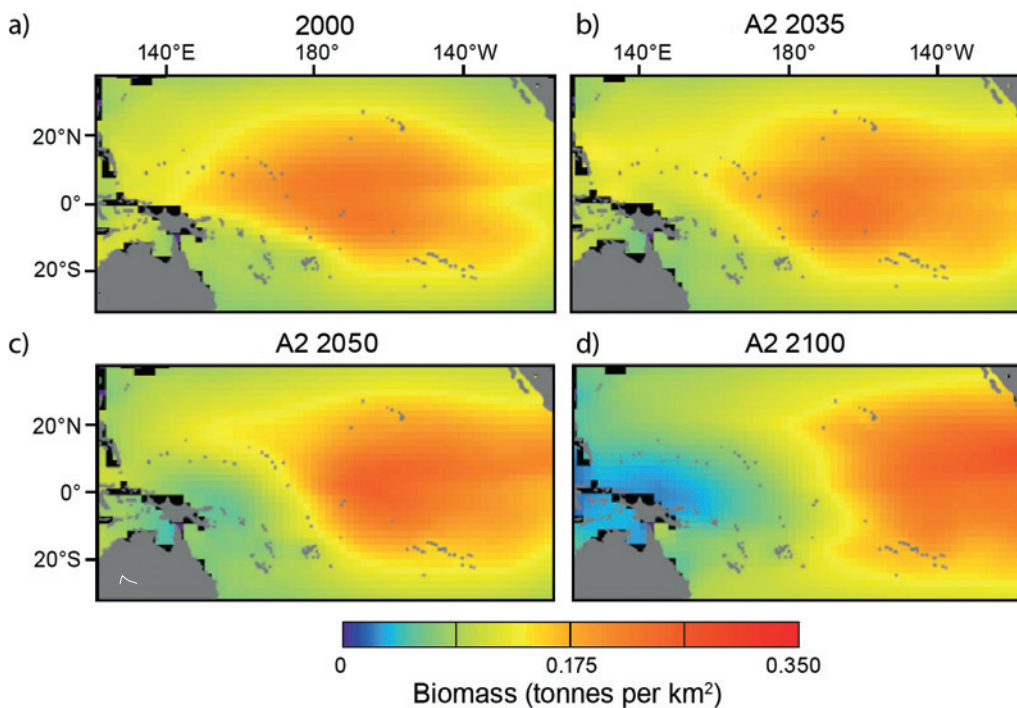 a) 2000
140°E 180° 140°W
20°N
0°
20°S
b) A2 2035
140°E 180° 140°W
c) A2 2050
20°N
0°
20°S
d) A2 2100
0 0.175 0.350
Biomass (tonnes per km²)